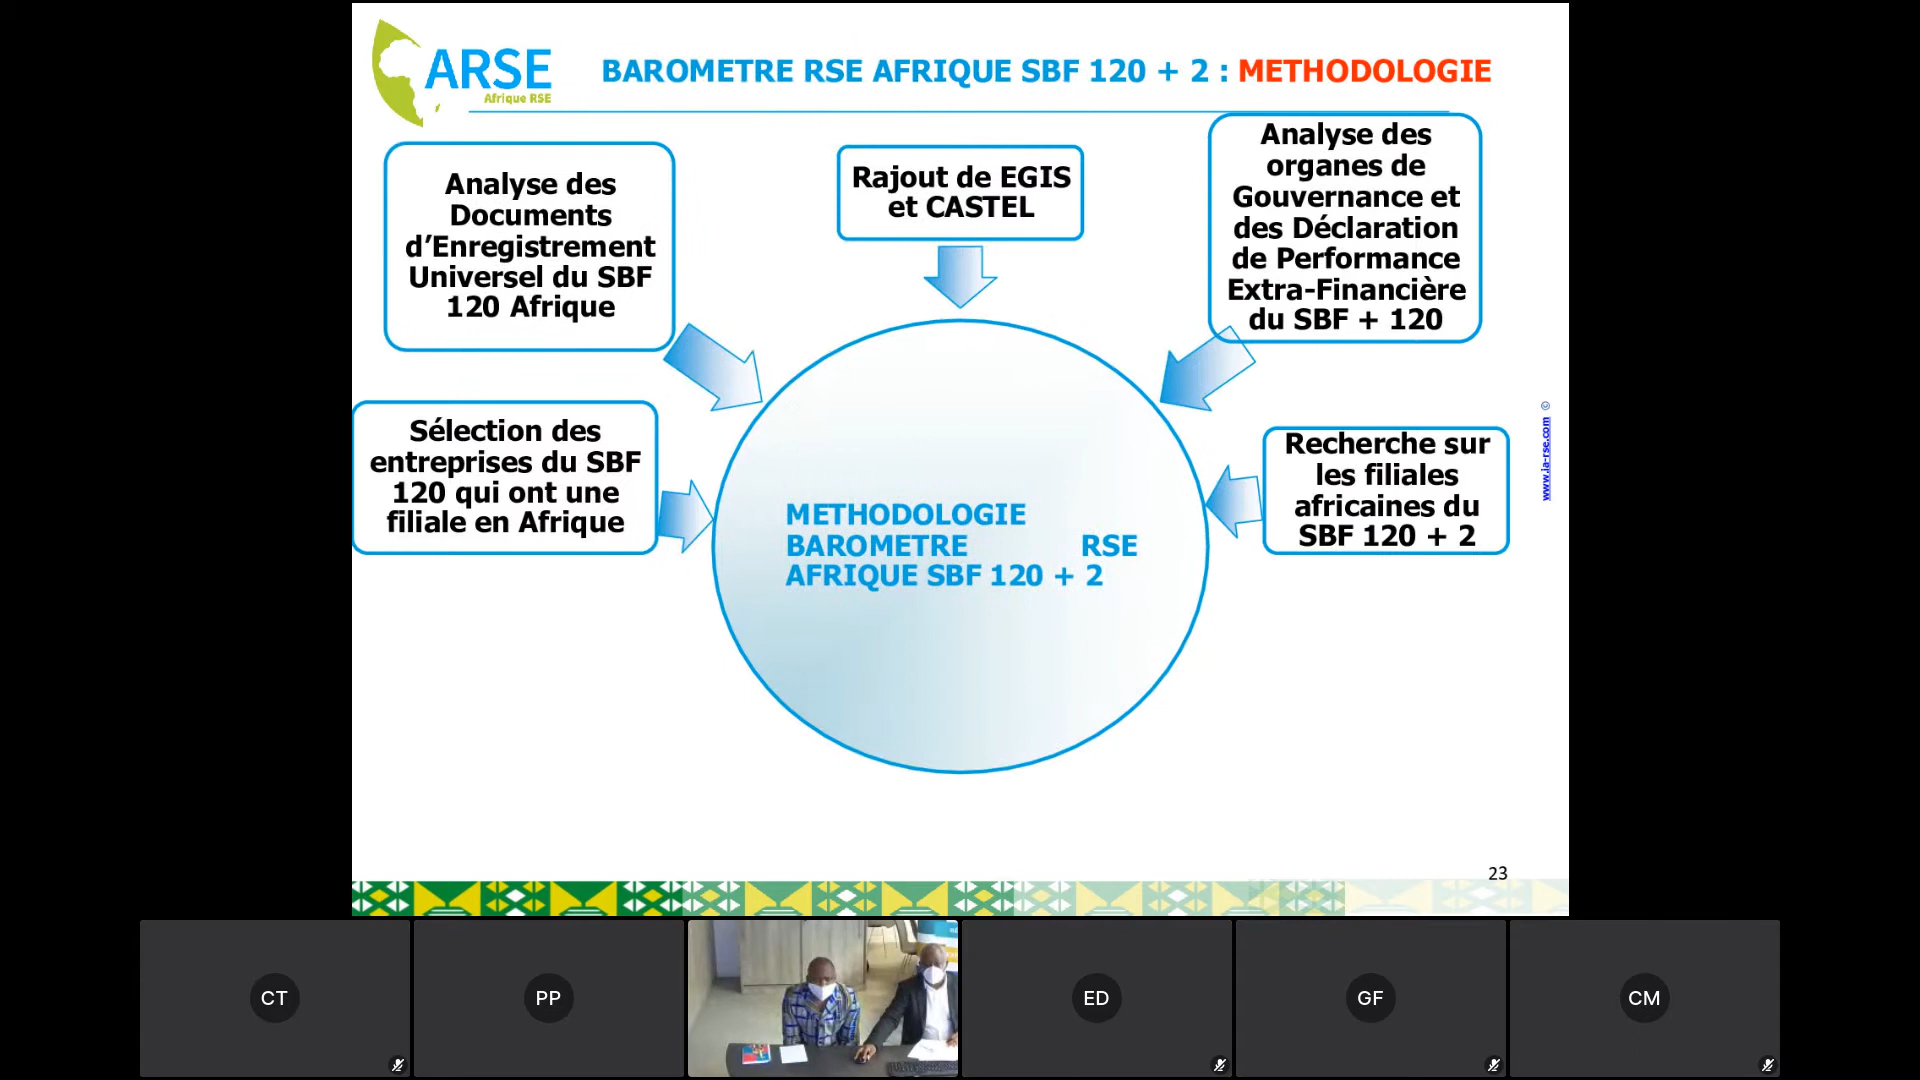 ARSE
Afrique RSE
BAROMETRE RSE AFRIQUE SBF 120 + 2 : METHODOLOGIE
Analyse des
Documents
d’Enregistrement
Universel du SBF
120 Afrique
Rajout de EGIS
et CASTEL
Analyse des
organes de
Gouvernance et
des Déclaration
de Performance
Extra-Financière
du SBF + 120
Sélection des
entreprises du SBF
120 qui ont une
filiale en Afrique
METHODOLOGIE
BAROMETRE RSE
AFRIQUE SBF 120 + 2
Recherche sur
les filiales
africaines du
SBF 120 + 2
www.ia-rse.com ©
23
CT
PP
ED
GF
CM